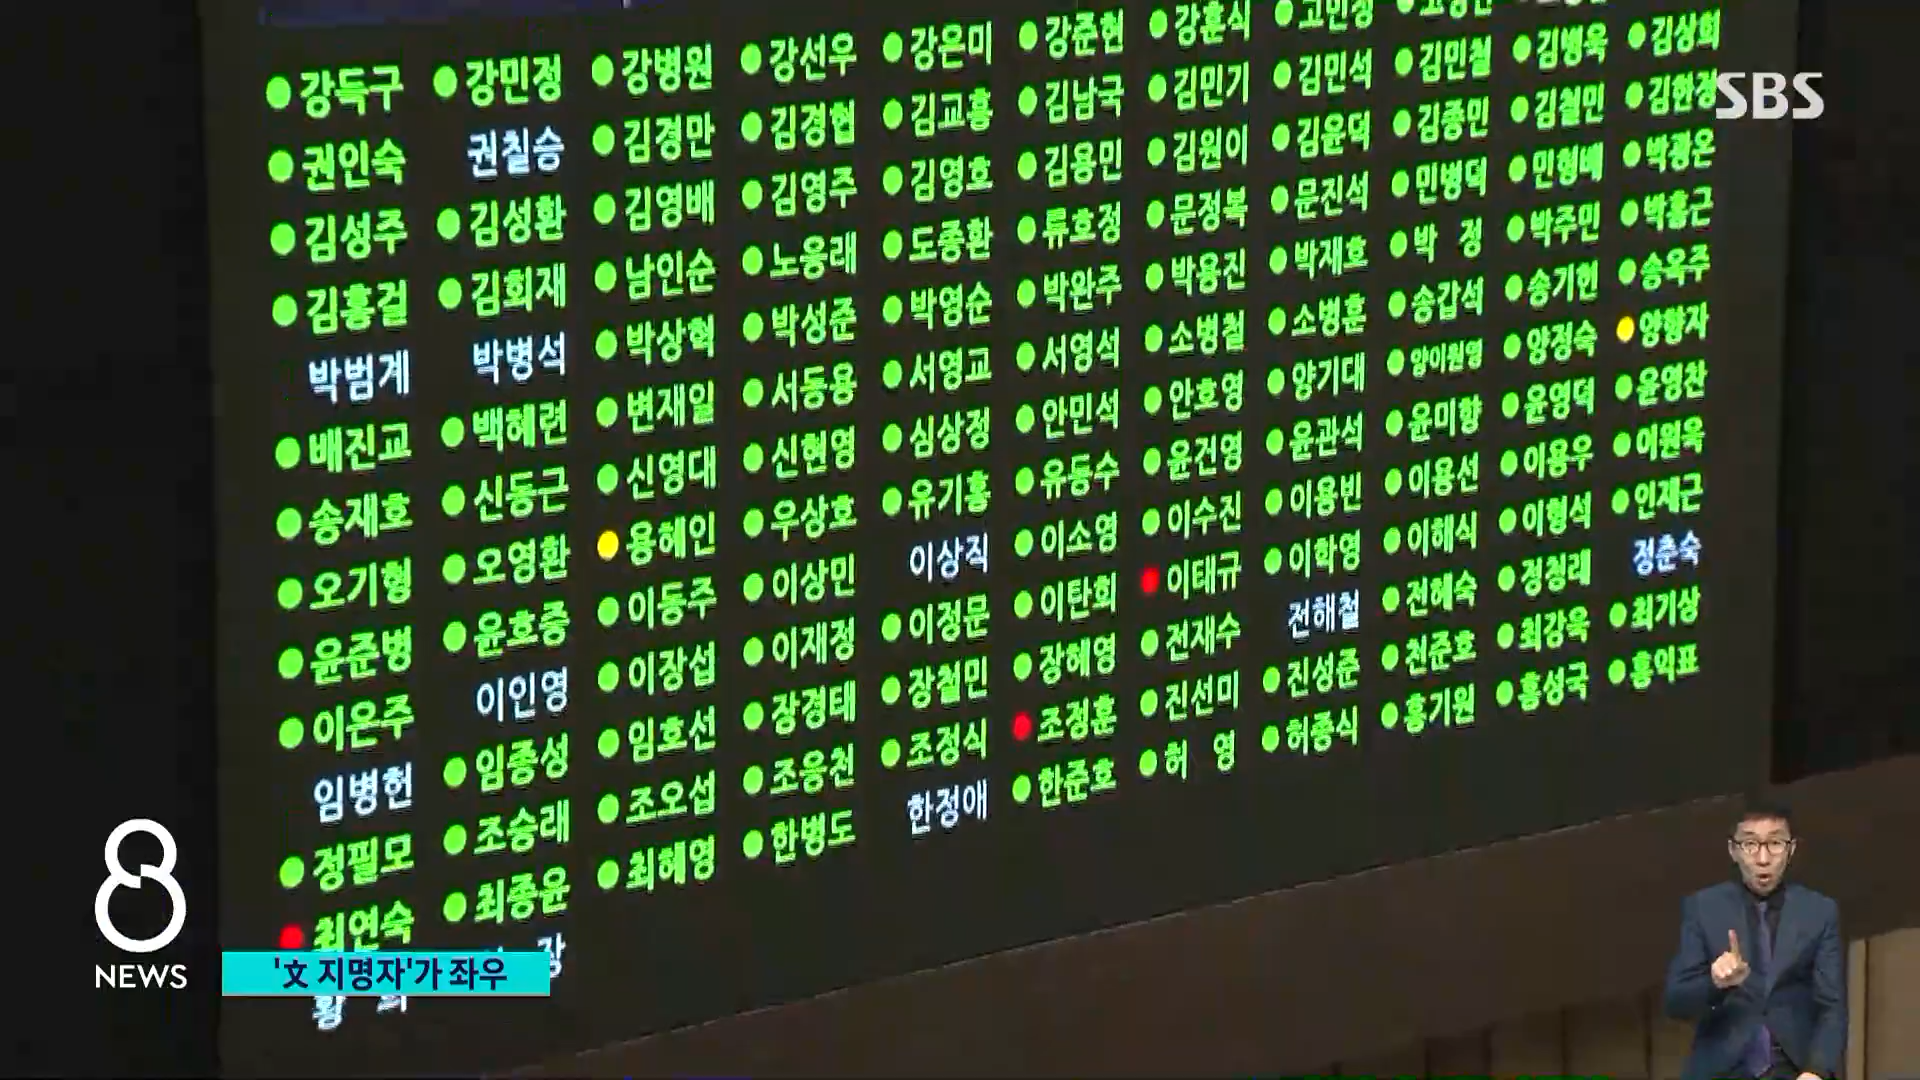 강득구 강민정 강병원 강선우 강은미 강준현 강훈식 고민정
권인숙 권칠승 김경만 김경협 김교흥 김남국 김민기 김민석 김민철 김병욱 김상희
SBS
김성주 김성환 김영배 김영주 김영호 김용민 김원이 김윤덕 김종민 김철민 김한정
김홍걸 김회재 남인순 노웅래 도종환 류호정 문정복 문진석 민병덕 민형배 박광온
박범계 박병석 박상혁 박성준 박영순 박완주 박용진 박재호 박 정 박주민 박홍근
배진교 백혜련 변재일 서동용 서영교 서영석 소병철 소병훈 송갑석 송기헌 송옥주
송재호 신동근 신영대 신현영 심상정 안민석 안호영 양기대 양이원영 양정숙 양향자
오기형 오영환 용혜인 우상호 유기홍 유동수 윤건영 윤관석 윤미향 윤영덕 윤영찬
윤준병 윤호중 이동주 이상민 이상직 이소영 이수진 이용빈 이용선 이용우 이원욱
이은주 이인영 이장섭 이재정 이정문 이탄희 이태규 이학영 이해식 이형석 인재근
임병헌 임종성 임호선 장경태 장철민 장혜영 전재수 전해철 전혜숙 정청래 정춘숙
정필모 조승래 조오섭 조응천 조정식 조정훈 진선미 진성준 천준호 최강욱 최기상
최연숙 최종윤 최혜영 한병도 한정애 한준호 허 영 허종식 홍기원 홍성국 홍익표
황 희
8 NEWS
'文 지명자'가 좌우